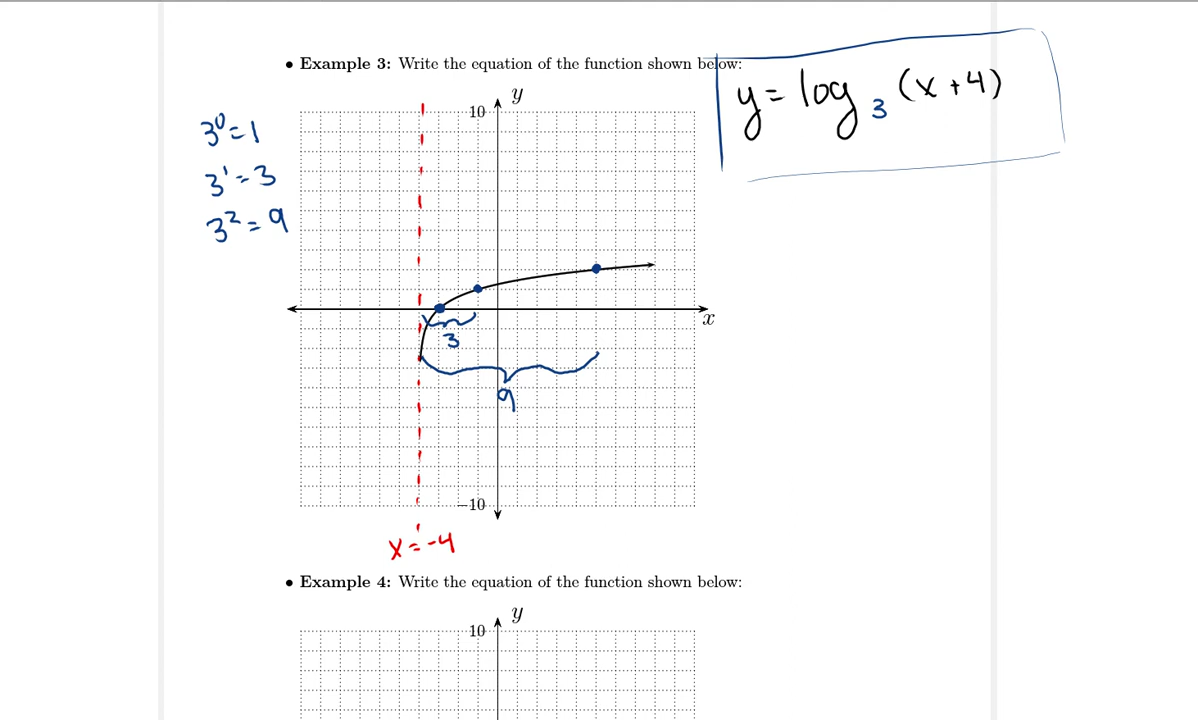 • Example 3: Write the equation of the function shown below:
y = log₃ (x + 4)
3⁰ = 1
3¹ = 3
3² = 9
y
10
x
3
9
−10
x = -4
• Example 4: Write the equation of the function shown below:
y
10